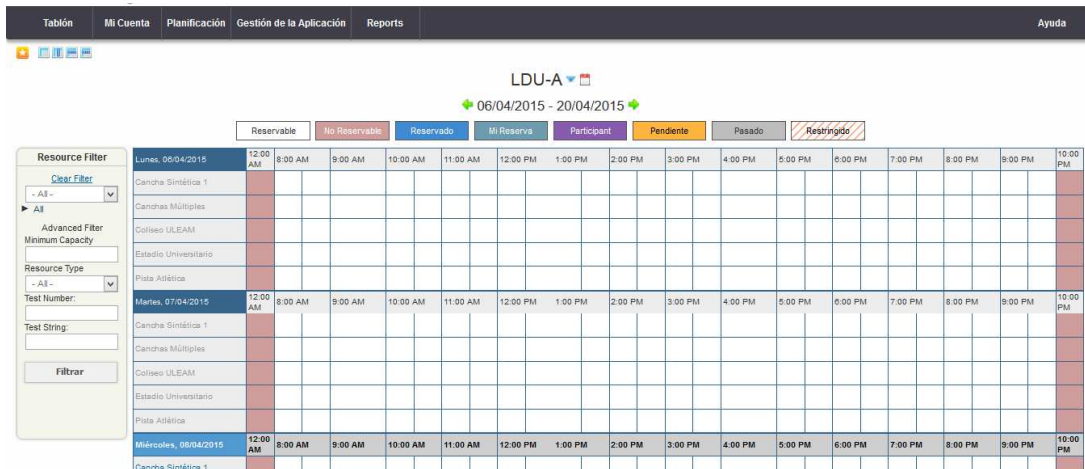 Tablón Mi Cuenta Planificación Gestión de la Aplicación Reports Ayuda
LDU-A
06/04/2015 - 20/04/2015
Reservable No Reservable Reservado Mi Reserva Participant Pendiente Pasado Restringido
Resource Filter
Clear Filter
- All -
All
Advanced Filter
Minimum Capacity
Resource Type
- All -
Test Number:
Test String:
Filtrar
Lunes, 06/04/2015 12:00 AM 8:00 AM 9:00 AM 10:00 AM 11:00 AM 12:00 PM 1:00 PM 2:00 PM 3:00 PM 4:00 PM 5:00 PM 6:00 PM 7:00 PM 8:00 PM 9:00 PM 10:00 PM
Cancha Sintética 1
Canchas Múltiples
Coliseo ULEAM
Estadio Universitario
Pista Atlética
Martes, 07/04/2015 12:00 AM 8:00 AM 9:00 AM 10:00 AM 11:00 AM 12:00 PM 1:00 PM 2:00 PM 3:00 PM 4:00 PM 5:00 PM 6:00 PM 7:00 PM 8:00 PM 9:00 PM 10:00 PM
Cancha Sintética 1
Canchas Múltiples
Coliseo ULEAM
Estadio Universitario
Pista Atlética
Miércoles, 08/04/2015 12:00 AM 8:00 AM 9:00 AM 10:00 AM 11:00 AM 12:00 PM 1:00 PM 2:00 PM 3:00 PM 4:00 PM 5:00 PM 6:00 PM 7:00 PM 8:00 PM 9:00 PM 10:00 PM
Cancha Sintética 1